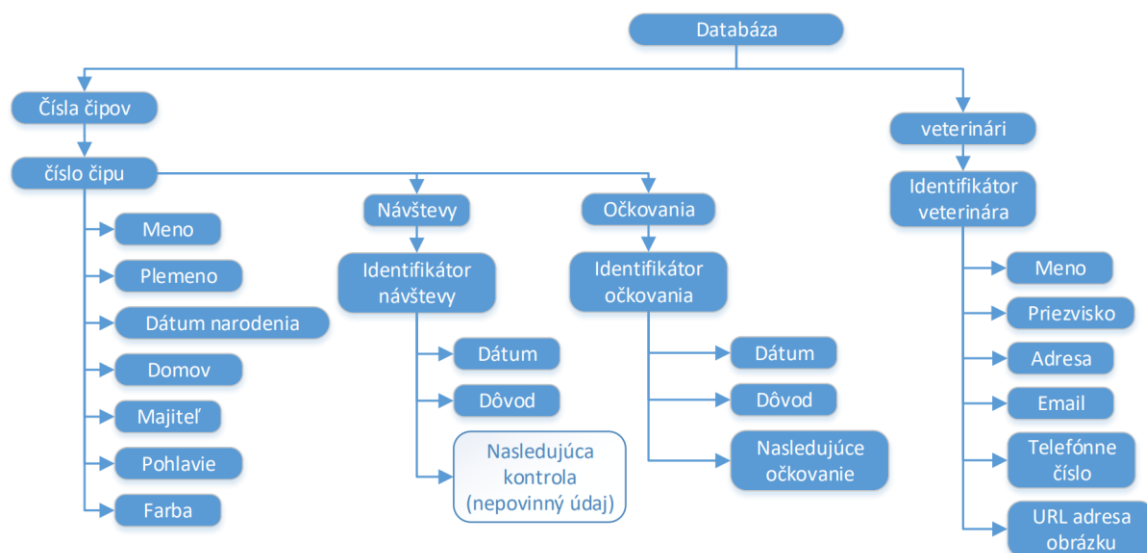 Databáza
Čísla čipov
číslo čipu
Meno
Plemeno
Dátum narodenia
Domov
Majiteľ
Pohlavie
Farba
Návštevy
Identifikátor
návštevy
Dátum
Dôvod
Nasledujúca
kontrola
(nepovinný údaj)
Očkovania
Identifikátor
očkovania
Dátum
Dôvod
Nasledujúce
očkovanie
veterinári
Identifikátor
veterinára
Meno
Priezvisko
Adresa
Email
Telefónne
číslo
URL adresa
obrázku